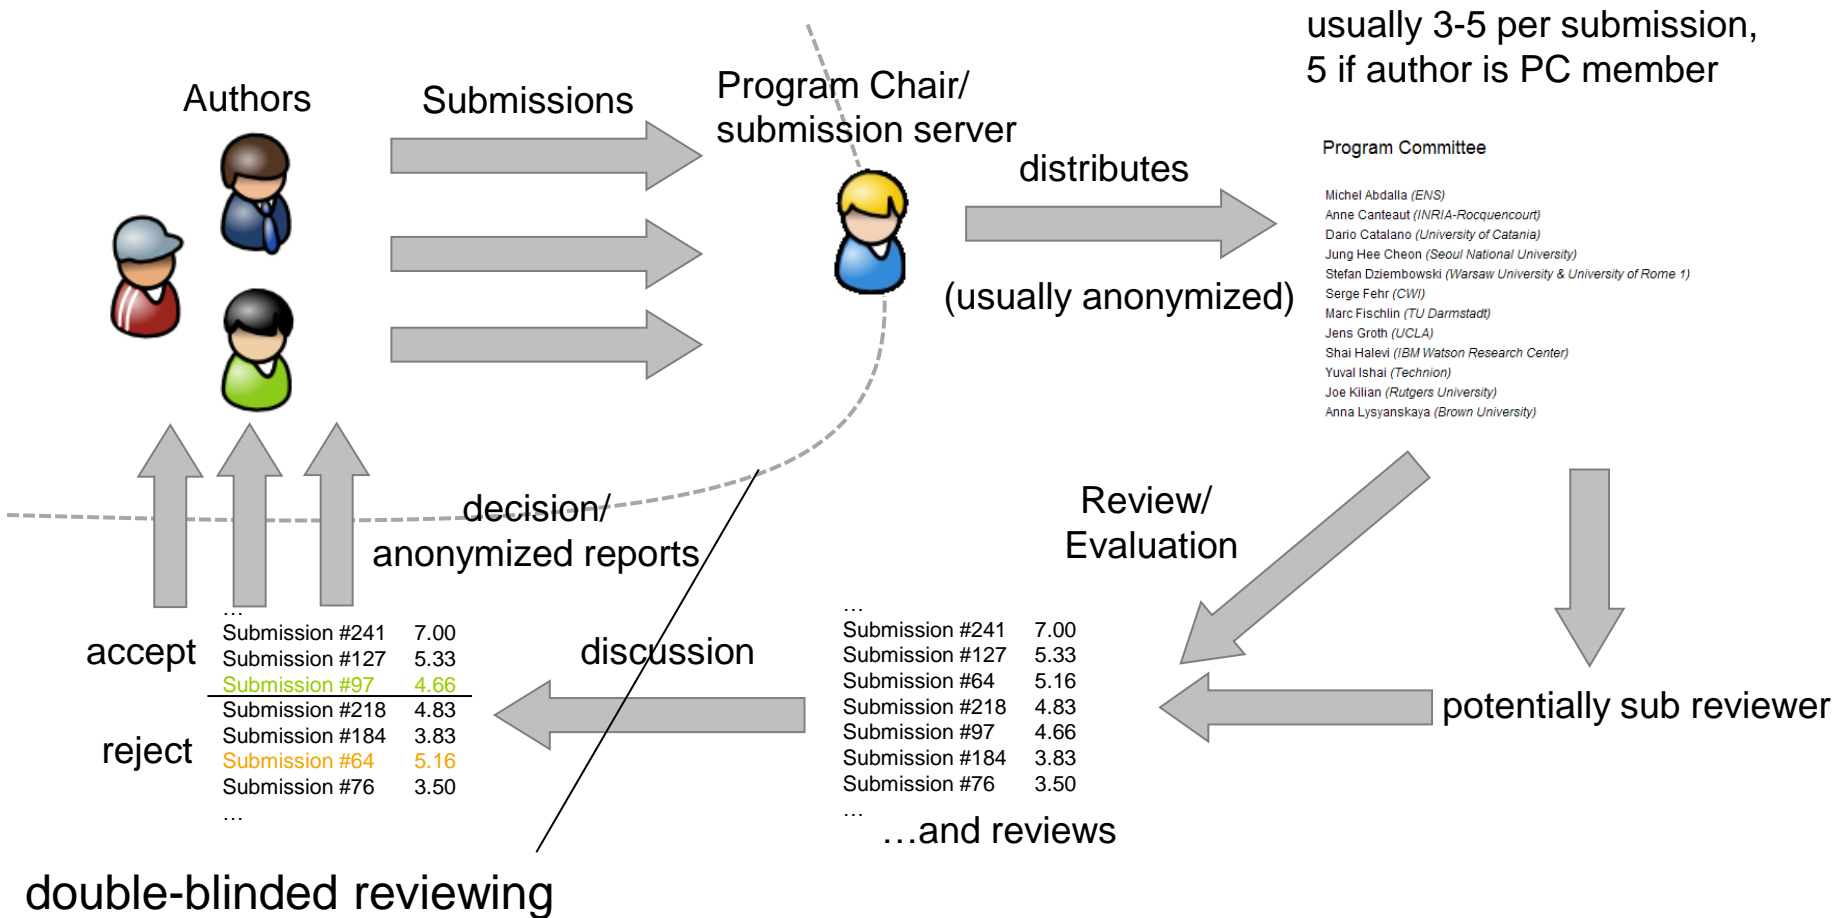 usually 3-5 per submission,
5 if author is PC member
Authors
Submissions
Program Chair/
submission server
distributes
(usually anonymized)
Program Committee
Michel Abdalla (ENS)
Anne Canteaut (INRIA-Rocquencourt)
Dario Catalano (University of Catania)
Jung Hee Cheon (Seoul National University)
Stefan Dziembowski (Warsaw University & University of Rome 1)
Serge Fehr (CWI)
Marc Fischlin (TU Darmstadt)
Jens Groth (UCLA)
Shai Halevi (IBM Watson Research Center)
Yuval Ishai (Technion)
Joe Kilian (Rutgers University)
Anna Lysyanskaya (Brown University)
Review/
Evaluation
potentially sub reviewer
…
Submission #241 7.00
Submission #127 5.33
Submission #64 5.16
Submission #218 4.83
Submission #97 4.66
Submission #184 3.83
Submission #76 3.50
…
…and reviews
discussion
decision/
anonymized reports
accept
reject
…
Submission #241 7.00
Submission #127 5.33
Submission #97 4.66
Submission #218 4.83
Submission #184 3.83
Submission #64 5.16
Submission #76 3.50
…
double-blinded reviewing